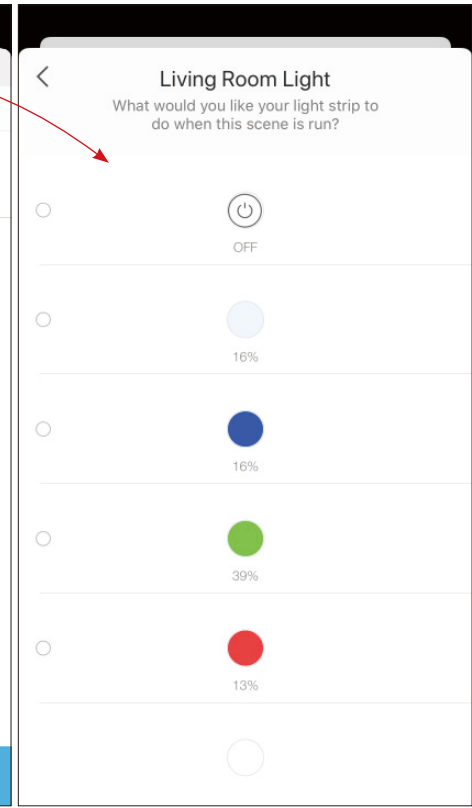 Living Room Light
What would you like your light strip to
do when this scene is run?
OFF
16%
16%
39%
13%